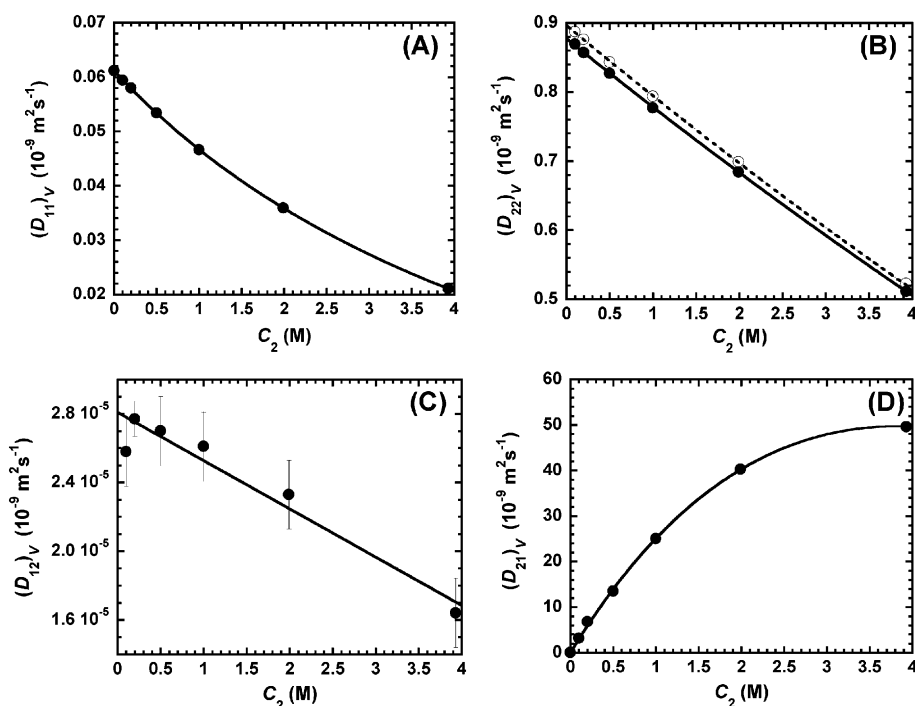 0.07
0.06
0.05
0.04
0.03
0.02
(D₁₁)V (10⁻⁹ m²s⁻¹)
0 0.5 1 1.5 2 2.5 3 3.5 4
C₂ (M)
(A)
0.9
0.8
0.7
0.6
0.5
(D₂₂)V (10⁻⁹ m²s⁻¹)
0 0.5 1 1.5 2 2.5 3 3.5 4
C₂ (M)
(B)
2.8 10⁻⁵
2.4 10⁻⁵
2.0 10⁻⁵
1.6 10⁻⁵
(D₁₂)V (10⁻⁹ m²s⁻¹)
0 0.5 1 1.5 2 2.5 3 3.5 4
C₂ (M)
(C)
60
50
40
30
20
10
0
(D₂₁)V (10⁻⁹ m²s⁻¹)
0 0.5 1 1.5 2 2.5 3 3.5 4
C₂ (M)
(D)